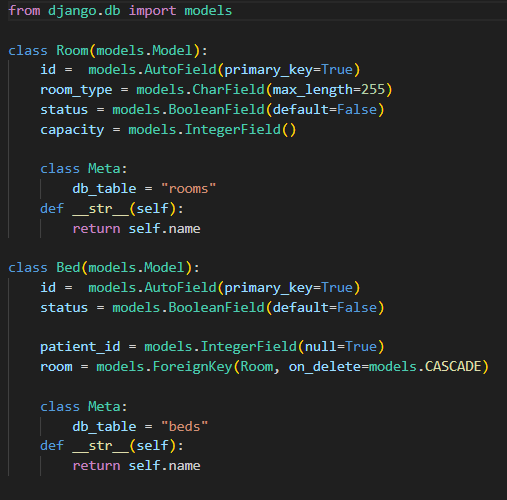 from django.db import models
class Room(models.Model):
    id =  models.AutoField(primary_key=True)
    room_type = models.CharField(max_length=255)
    status = models.BooleanField(default=False)
    capacity = models.IntegerField()
    class Meta:
        db_table = "rooms"
    def __str__(self):
        return self.name
class Bed(models.Model):
    id =  models.AutoField(primary_key=True)
    status = models.BooleanField(default=False)
    patient_id = models.IntegerField(null=True)
    room = models.ForeignKey(Room, on_delete=models.CASCADE)
    class Meta:
        db_table = "beds"
    def __str__(self):
        return self.name